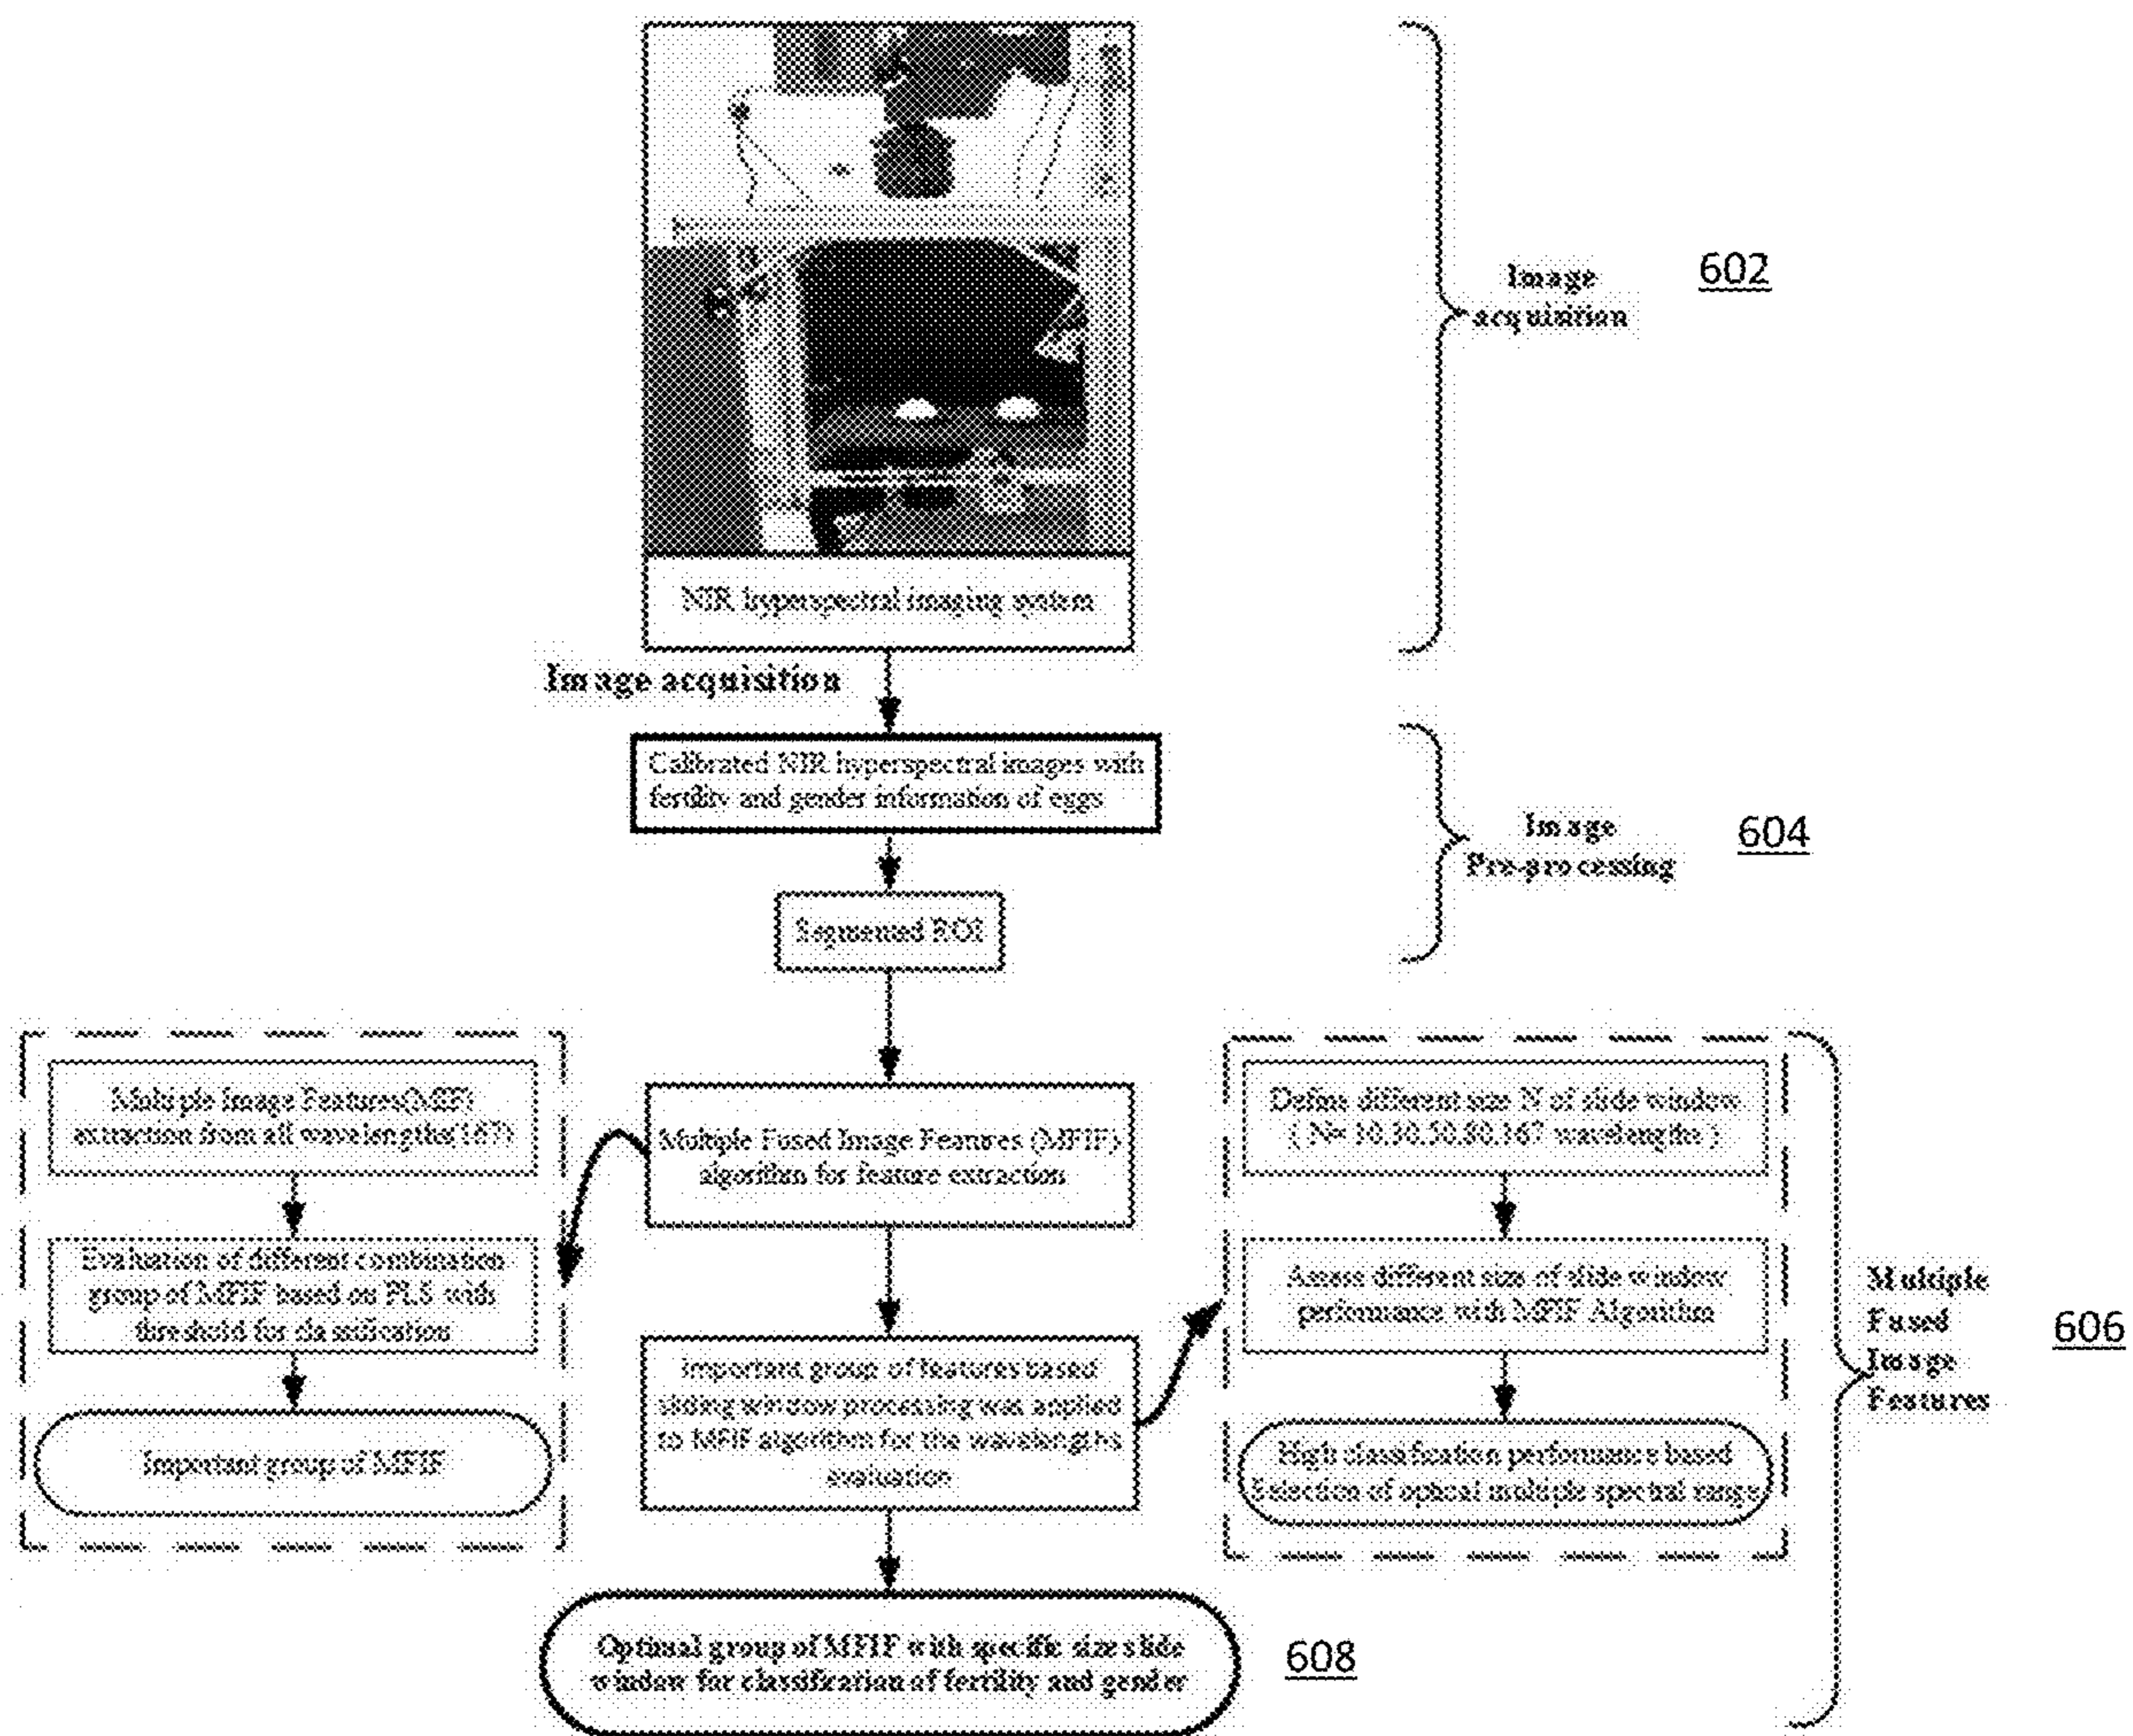 NIR hyperspectral imaging system
Image
acquisition
602
Image acquisition
Calibrated NIR hyperspectral images with
fertility and gender information of eggs
Image
Pre-processing
604
Segmented ROI
Multiple Image Features(MIF)
extraction from all wavelengths(167)
Evaluation of different combination
group of MFIF based on PLS with
threshold for classification
Important group of MFIF
Multiple Fused Image Features (MFIF)
algorithm for feature extraction
important group of features based
sliding window processing was applied
to MFIF algorithm for the wavelengths
evaluation
Define different size N of slide window
( N= 10,30,50,80,167 wavelengths )
Assess different size of slide window
performance with MFIF Algorithm
High classification performance based
Selection of optical multiple spectral range
Multiple
Fused
Image
Features
606
Optimal group of MFIF with specific size slide
window for classification of fertility and gender
608